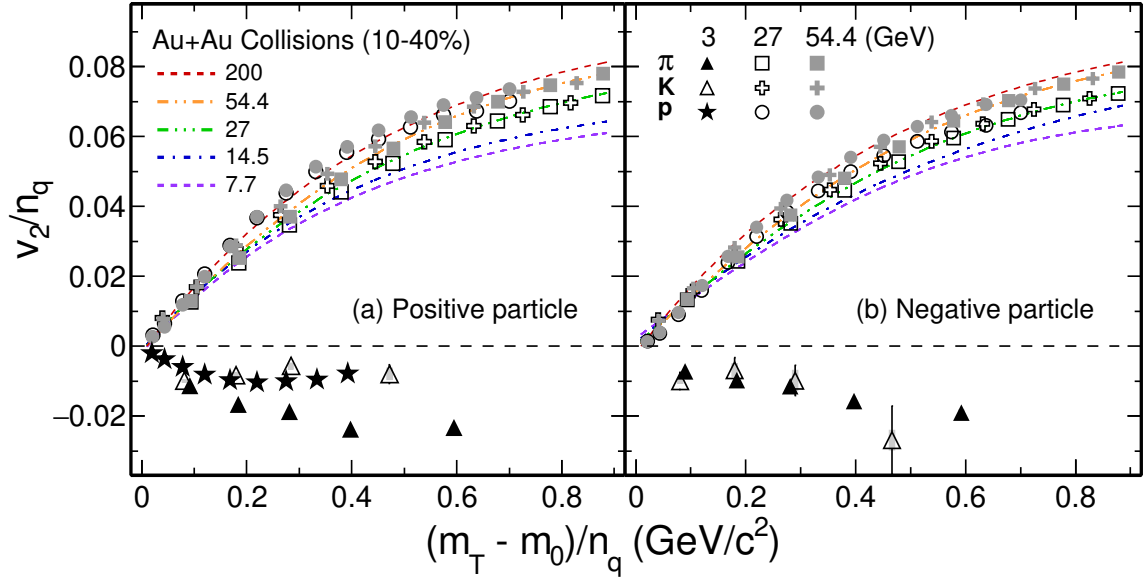 Au+Au Collisions (10-40%)
200
54.4
27
14.5
7.7
3 27 54.4 (GeV)
π
K
p
(a) Positive particle
(b) Negative particle
0.08
0.06
0.04
0.02
0
−0.02
v2/nq
0 0.2 0.4 0.6 0.8 0 0.2 0.4 0.6 0.8
(mT - m0)/nq (GeV/c²)